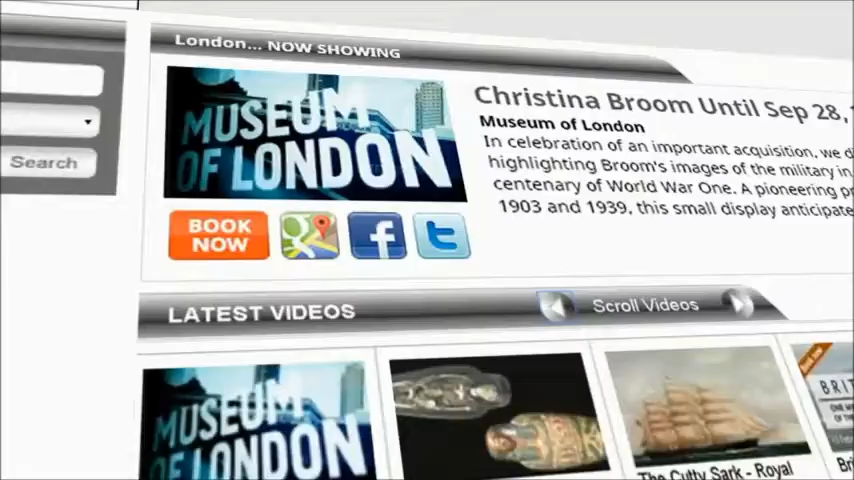 London... NOW SHOWING
Search
MUSEUM
OF LONDON
Christina Broom Until Sep 28,
Museum of London
In celebration of an important acquisition, we
highlighting Broom's images of the military in
centenary of World War One. A pioneering
1903 and 1939, this small display anticipate
BOOK
NOW
LATEST VIDEOS
Scroll Videos
MUSEUM
OF LONDON
The Cutty Sark - Royal
BRIT